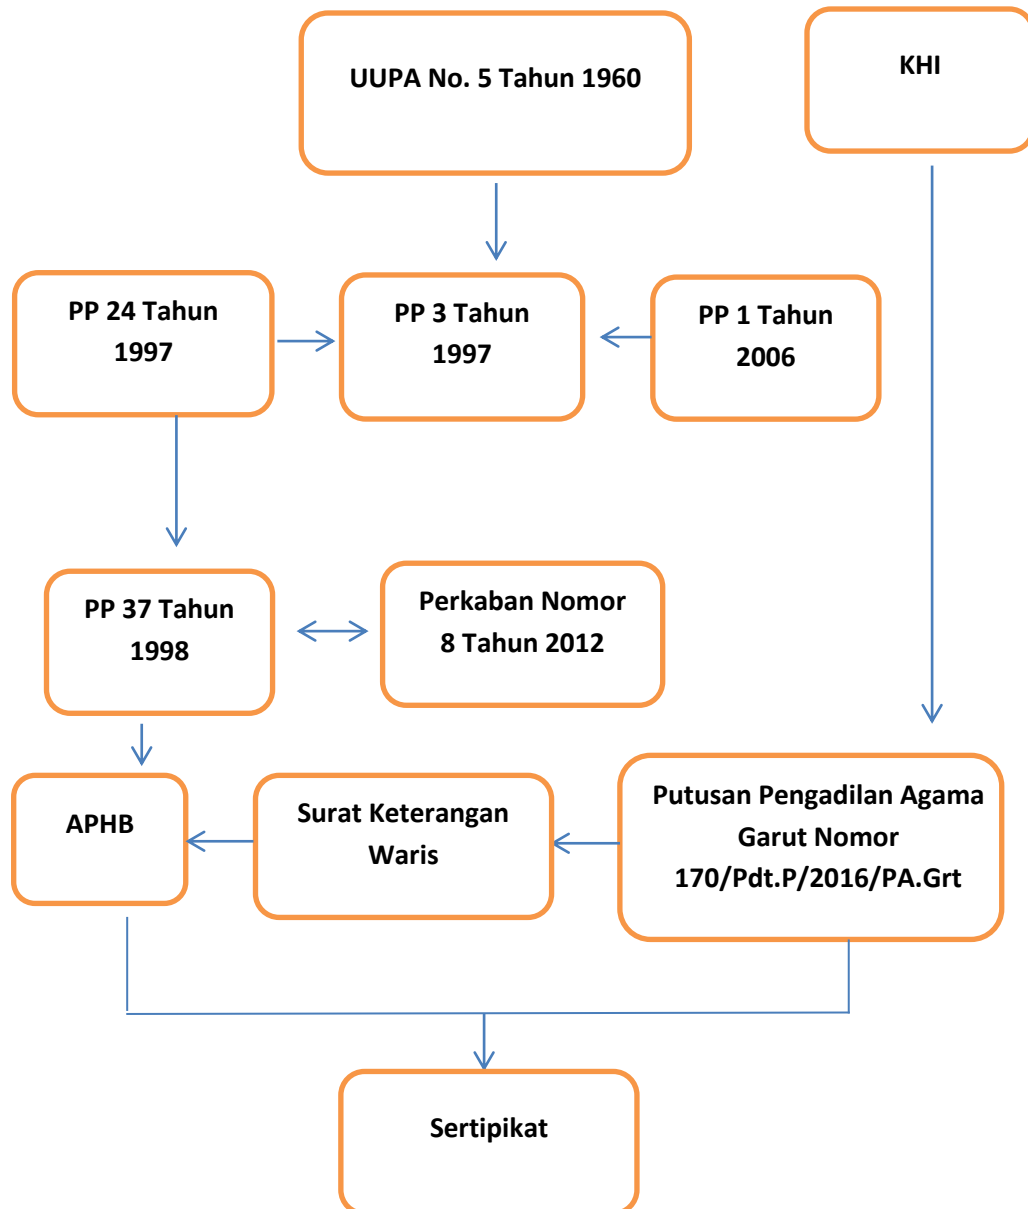 UUPA No. 5 Tahun 1960
KHI
PP 24 Tahun
1997
PP 3 Tahun
1997
PP 1 Tahun
2006
PP 37 Tahun
1998
Perkaban Nomor
8 Tahun 2012
APHB
Surat Keterangan
Waris
Putusan Pengadilan Agama
Garut Nomor
170/Pdt.P/2016/PA.Grt
Sertipikat